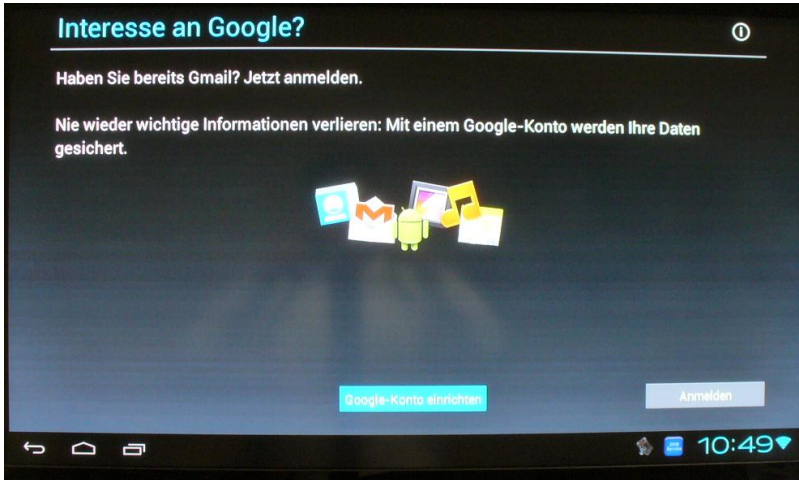 Interesse an Google?
Haben Sie bereits Gmail? Jetzt anmelden.
Nie wieder wichtige Informationen verlieren: Mit einem Google-Konto werden Ihre Daten
gesichert.
Google-Konto einrichten
Anmelden
10:49